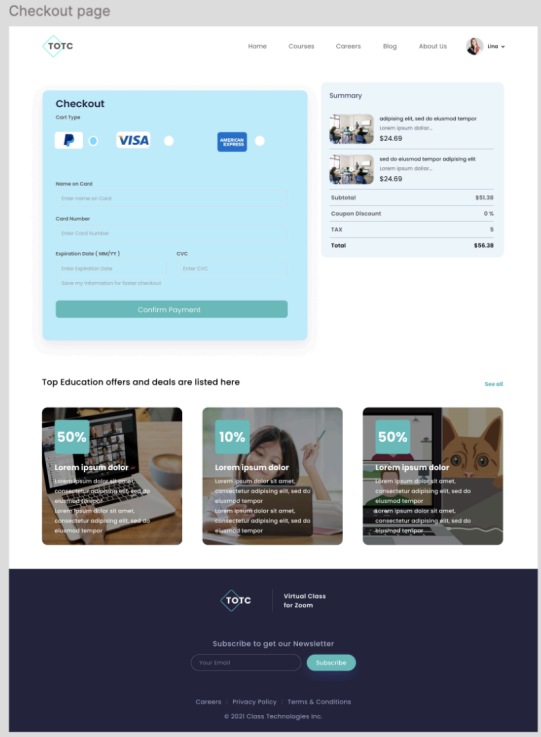 Checkout page
TOTC
Home
Courses
Careers
Blog
About Us
Lina
Checkout
Cart Type
VISA
AMERICAN
EXPRESS
Name on Card
Enter name on Card
Card Number
Enter Card Number
Expiration Date ( MM/YY )
CVC
Enter Expiration Date
Enter CVC
Save my information for faster checkout
Confirm Payment
Summary
adipising elit, sed do eiusmod tempor
Lorem ipsum dolor...
$24.69
sed do eiusmod tempor adipising elit
Lorem ipsum dolor...
$24.69
Subtotal
$51.38
Coupon Discount
0 %
TAX
5
Total
$56.38
Top Education offers and deals are listed here
See all
50%
Lorem ipsum dolor
Lorem ipsum dolor sit amet,
consectetur adipising elit, sed do
eiusmod tempor
Lorem ipsum dolor sit amet,
consectetur adipising elit, sed do
eiusmod tempor
10%
Lorem ipsum dolor
Lorem ipsum dolor sit amet,
consectetur adipising elit, sed do
eiusmod tempor
Lorem ipsum dolor sit amet,
consectetur adipising elit, sed do
eiusmod tempor
50%
Lorem ipsum dolor
Lorem ipsum dolor sit amet,
consectetur adipising elit, sed do
eiusmod tempor
Lorem ipsum dolor sit amet,
consectetur adipising elit, sed do
eiusmod tempor
TOTC
Virtual Class
for Zoom
Subscribe to get our Newsletter
Your Email
Subscribe
Careers
Privacy Policy
Terms & Conditions
© 2021 Class Technologies Inc.